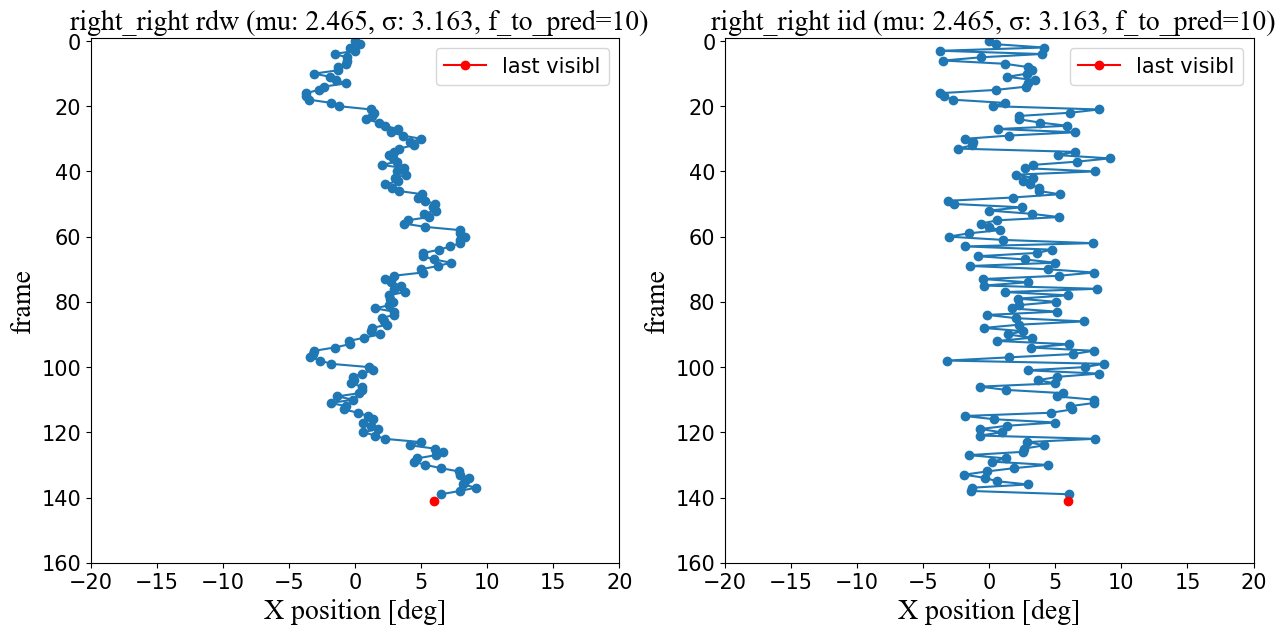 right_right rdw (mu: 2.465, σ: 3.163, f_to_pred=10)
last visibl
0
20
40
60
80
100
120
140
160
frame
−20 −15 −10 −5 0 5 10 15 20
X position [deg]
right_right iid (mu: 2.465, σ: 3.163, f_to_pred=10)
last visibl
0
20
40
60
80
100
120
140
160
frame
−20 −15 −10 −5 0 5 10 15 20
X position [deg]